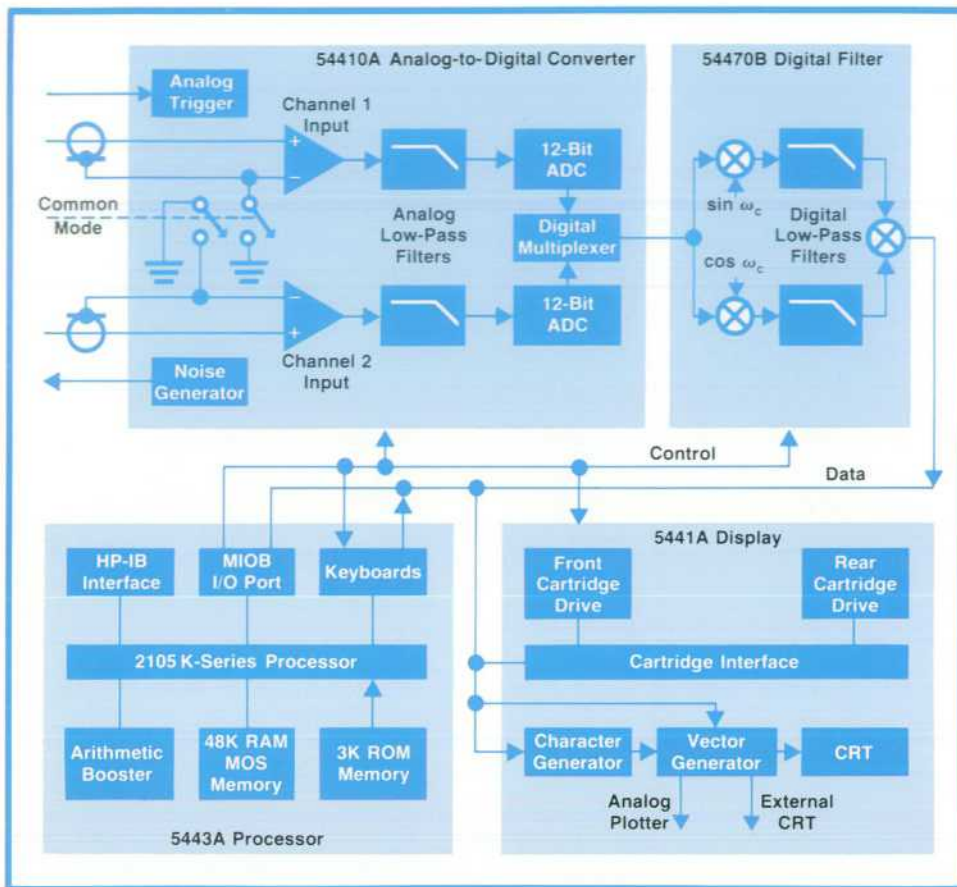 54410A Analog-to-Digital Converter
54470B Digital Filter
Analog
Trigger
Channel 1
Input
12-Bit
ADC
sin ωc
Common
Mode
Analog
Low-Pass
Filters
Digital
Multiplexer
Digital
Low-Pass
Filters
cos ωc
12-Bit
ADC
Noise
Generator
Channel 2
Input
Control
Data
5441A Display
HP-IB
Interface
MIOB
I/O Port
Keyboards
Front
Cartridge
Drive
Rear
Cartridge
Drive
2105 K-Series Processor
Cartridge Interface
Arithmetic
Booster
48K RAM
MOS
Memory
3K ROM
Memory
Character
Generator
Vector
Generator
CRT
Analog
Plotter
External
CRT
5443A Processor
+
−
−
+